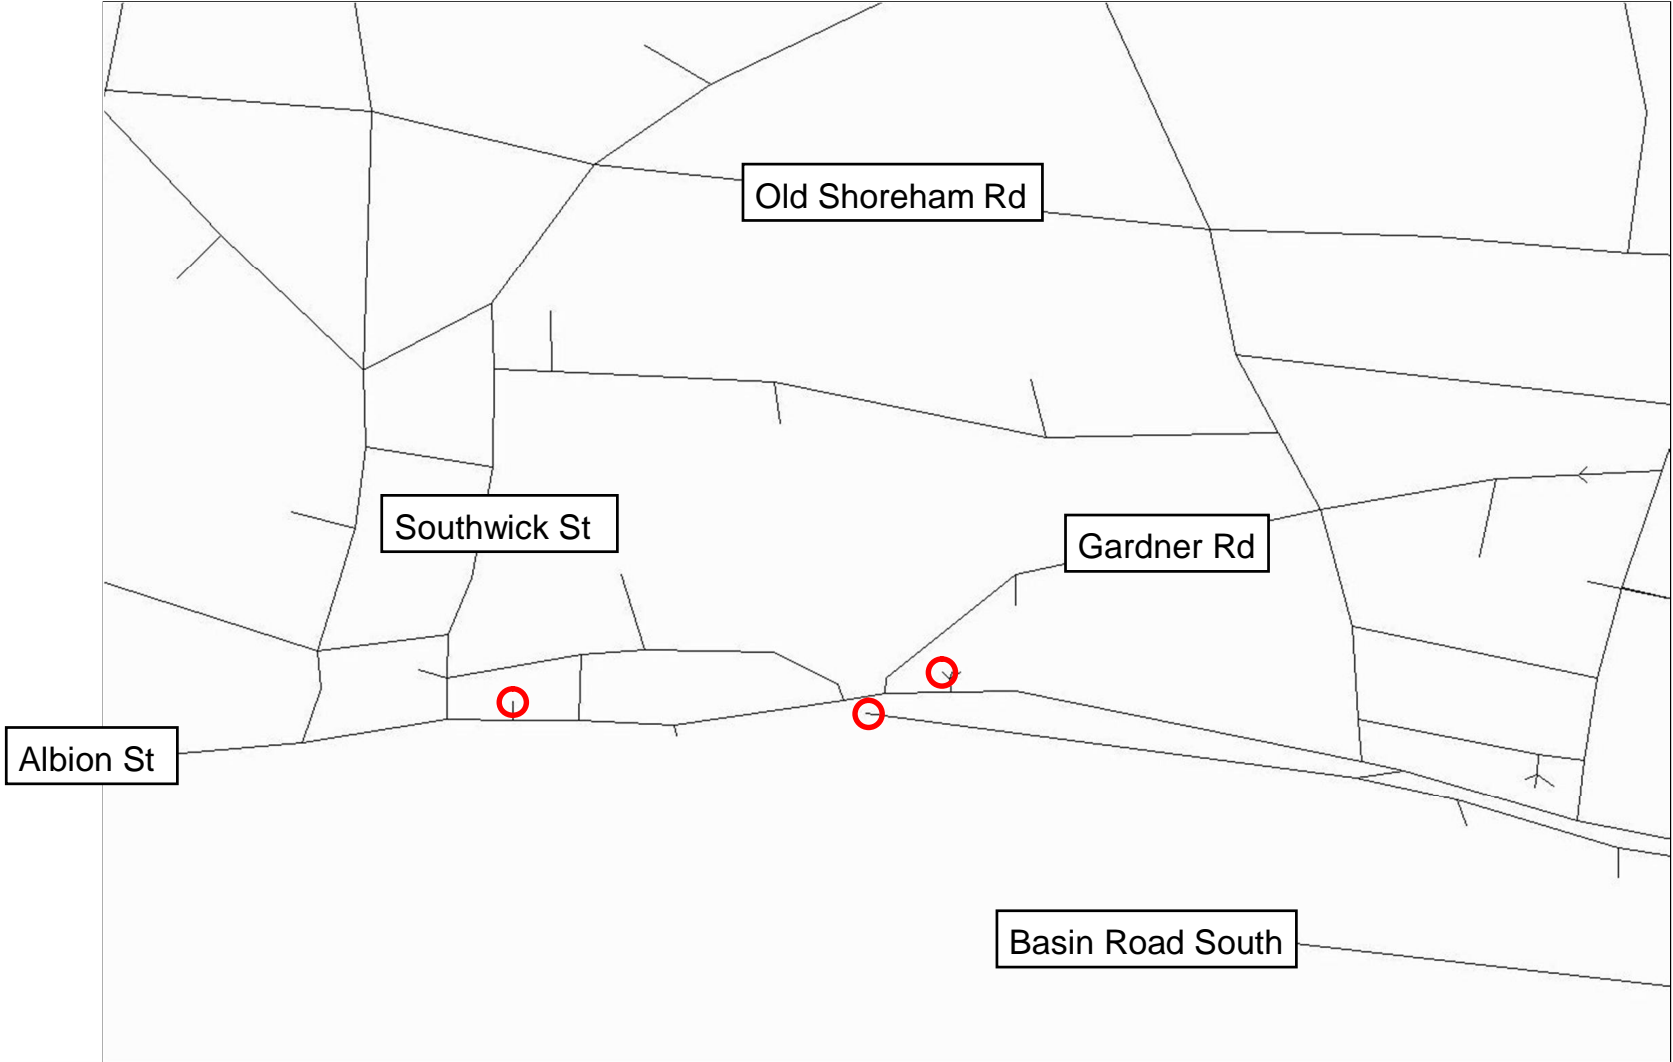 Old Shoreham Rd
Southwick St
Gardner Rd
Albion St
Basin Road South